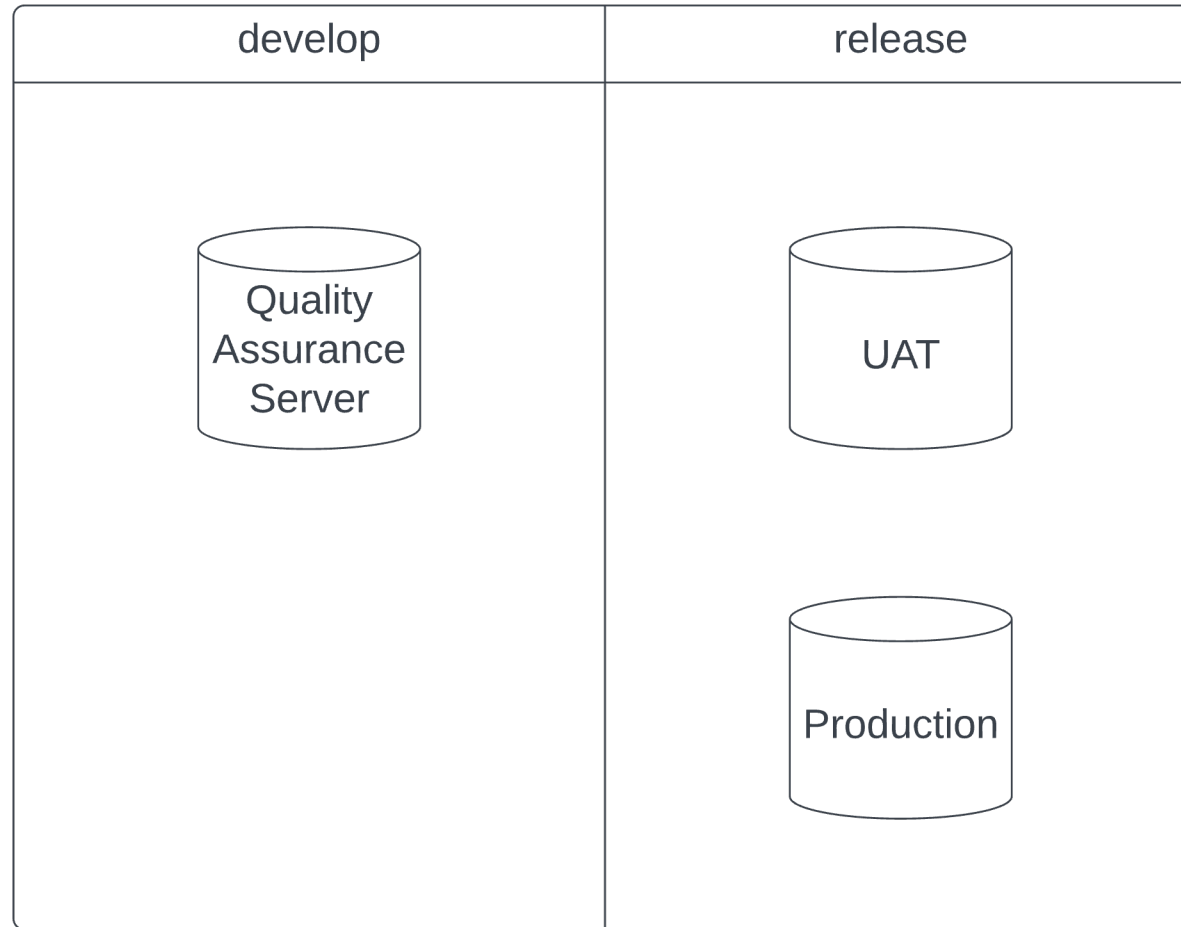 develop
release
Quality
Assurance
Server
UAT
Production